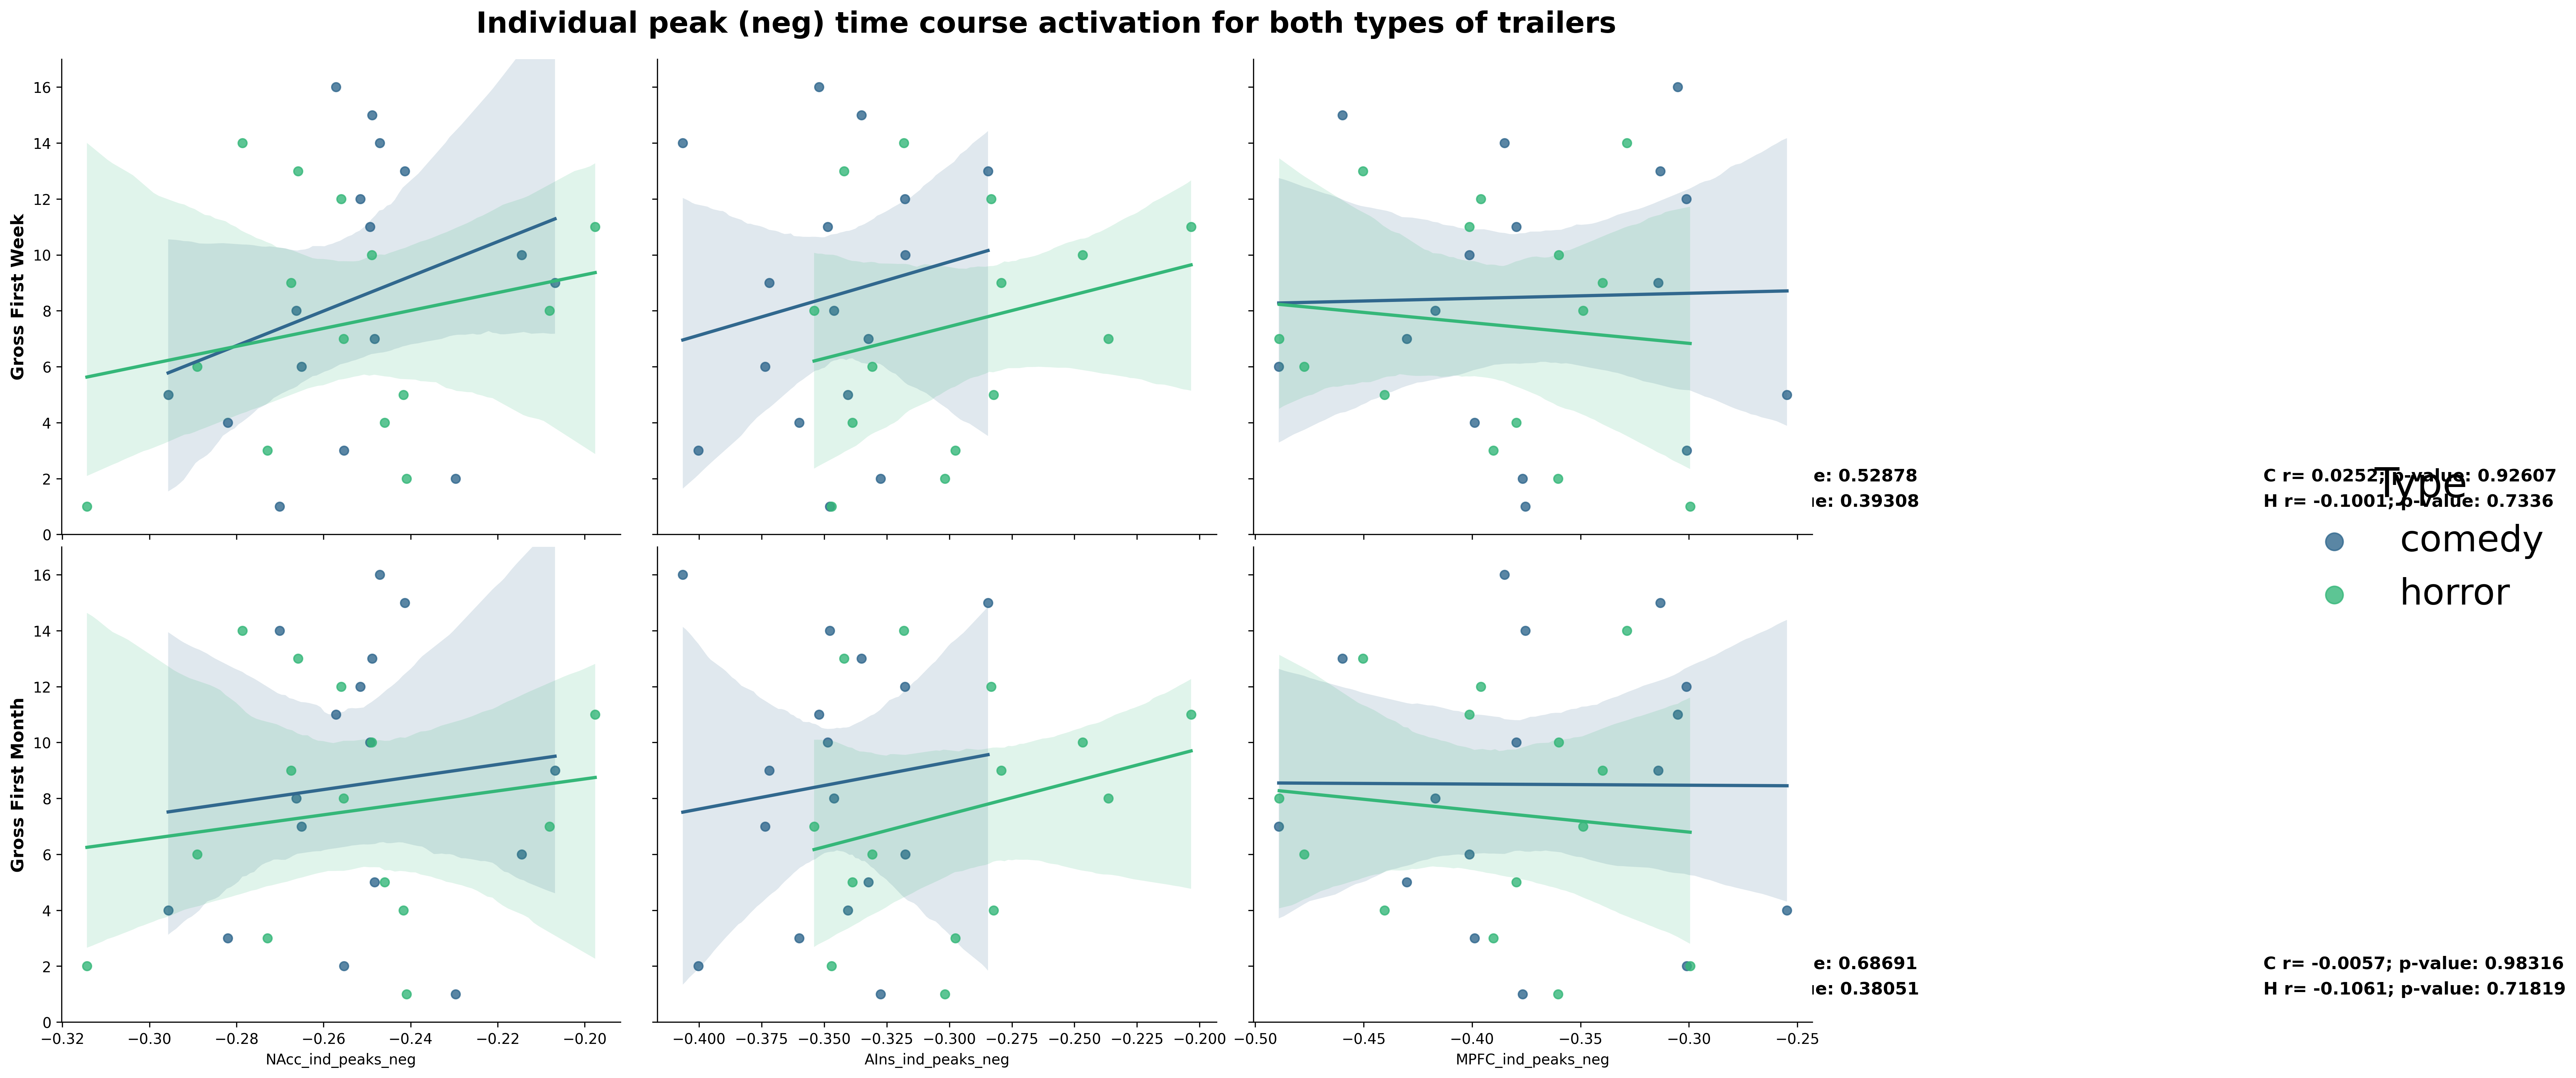 Individual peak (neg) time course activation for both types of trailers
Gross First Week
16
14
12
10
8
6
4
2
0
e: 0.52878
e: 0.39308
C r= 0.0252; p-value: 0.92607
H r= -0.1001; p-value: 0.7336
Type
comedy
horror
Gross First Month
16
14
12
10
8
6
4
2
0
e: 0.68691
e: 0.38051
C r= -0.0057; p-value: 0.98316
H r= -0.1061; p-value: 0.71819
−0.32 −0.30 −0.28 −0.26 −0.24 −0.22 −0.20
NAcc_ind_peaks_neg
−0.400 −0.375 −0.350 −0.325 −0.300 −0.275 −0.250 −0.225 −0.200
AIns_ind_peaks_neg
−0.50 −0.45 −0.40 −0.35 −0.30 −0.25
MPFC_ind_peaks_neg